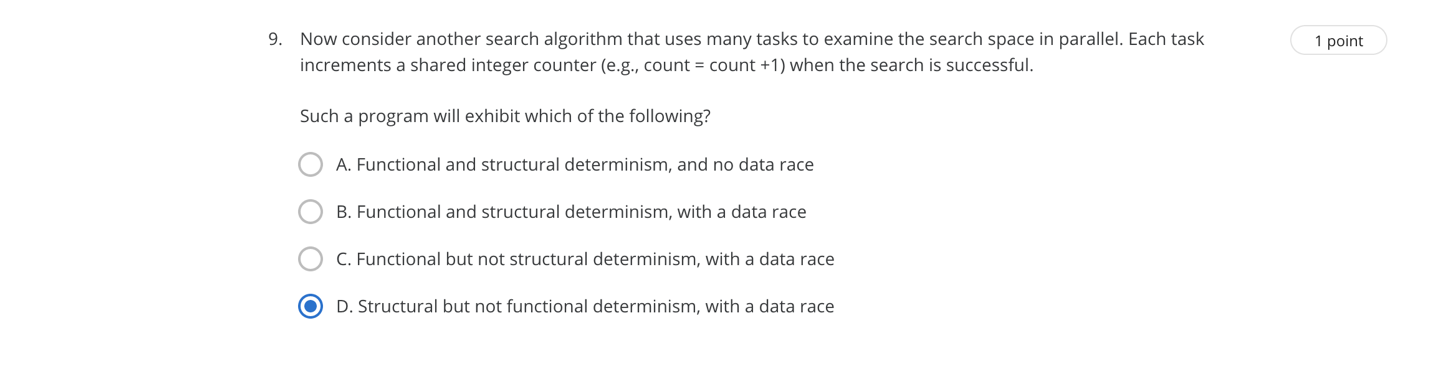 9. Now consider another search algorithm that uses many tasks to examine the search space in parallel. Each task
1 point
increments a shared integer counter (e.g., count = count +1) when the search is successful.
Such a program will exhibit which of the following?
A. Functional and structural determinism, and no data race
B. Functional and structural determinism, with a data race
C. Functional but not structural determinism, with a data race
D. Structural but not functional determinism, with a data race